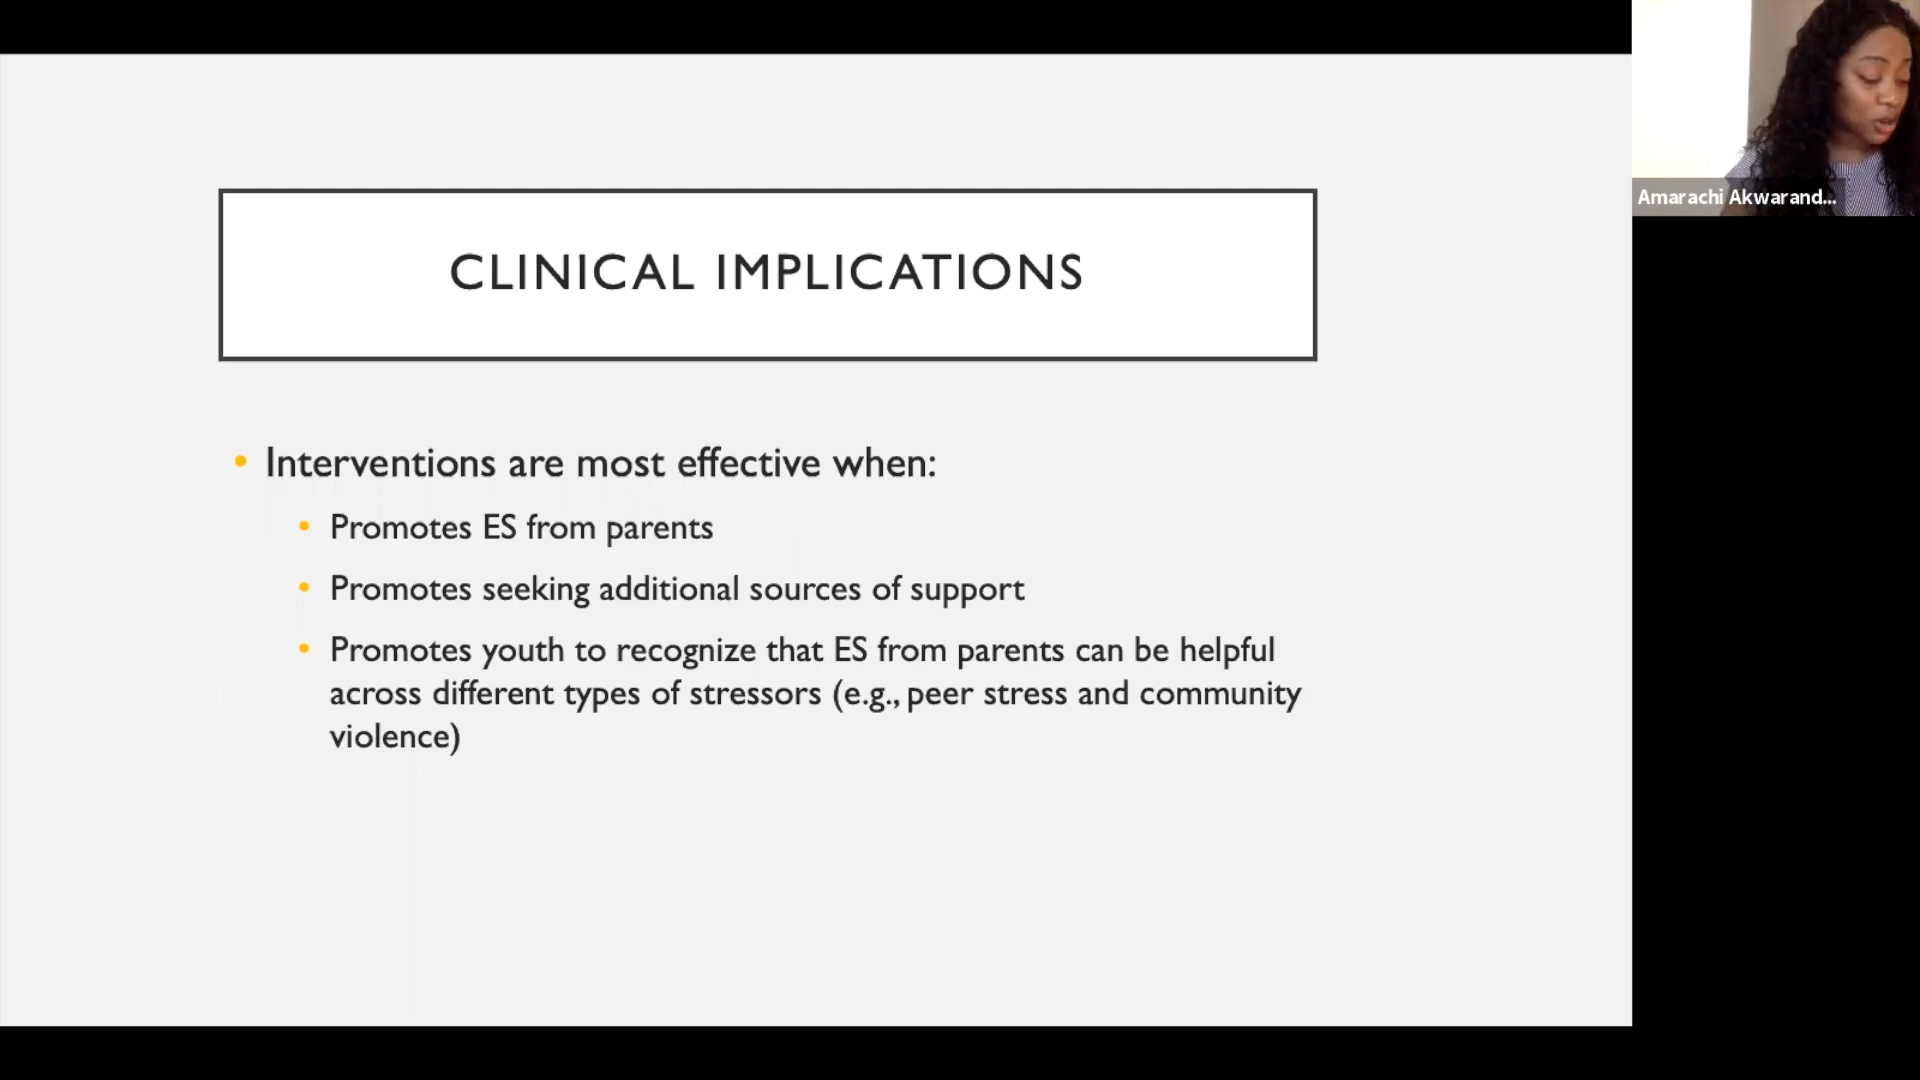 CLINICAL IMPLICATIONS
• Interventions are most effective when:
• Promotes ES from parents
• Promotes seeking additional sources of support
• Promotes youth to recognize that ES from parents can be helpful
across different types of stressors (e.g., peer stress and community
violence)
Amarachi Akwarand...